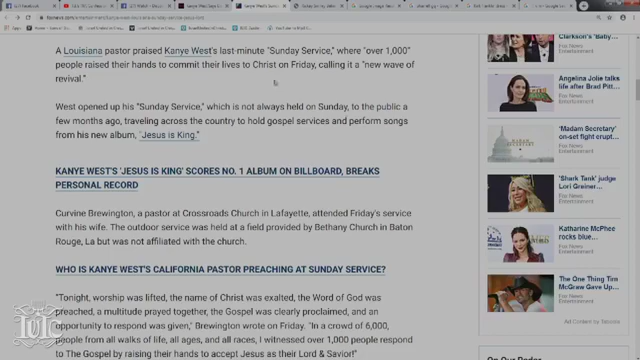 A Louisiana pastor praised Kanye West's last-minute "Sunday Service," where "over 1,000"
people raised their hands to commit their lives to Christ on Friday, calling it a "new wave of
revival."
West opened up his "Sunday Service," which is not always held on Sunday, to the public a
few months ago, traveling across the country to hold gospel services and perform songs
from his new album, "Jesus is King."
KANYE WEST'S 'JESUS IS KING' SCORES NO. 1 ALBUM ON BILLBOARD, BREAKS
PERSONAL RECORD
Curvine Brewington, a pastor at Crossroads Church in Lafayette, attended Friday's service
with his wife. The outdoor service was held at a field provided by Bethany Church in Baton
Rouge, La but was not affiliated with the church.
WHO IS KANYE WEST'S CALIFORNIA PASTOR PREACHING AT SUNDAY SERVICE?
"Tonight, worship was lifted, the name of Christ was exalted, the Word of God was
preached, a multitude prayed together, the Gospel was clearly proclaimed, and an
opportunity to respond was given," Brewington wrote on Friday. "In a crowd of 6,000,
people from all walks of life, all ages, and all races, I witnessed over 1,000 people respond
to The Gospel by raising their hands to accept Jesus as their Lord & Savior!"
Clarkson's 'Baby...
Fox News
Entertainment
Angelina Jolie talks
life after Brad Pitt...
Fox News
Entertainment
'Madam Secretary'
on-set fight erupt...
Fox News
Entertainment
'Shark Tank' judge
Lori Greiner...
Fox News
Entertainment
Katharine McPhee
rocks blue...
Fox News
Entertainment
The One Thing Tim
McGraw Gave Up...
Fox News
Entertainment
Ad Content by Taboola
On Our Radar
IUIC